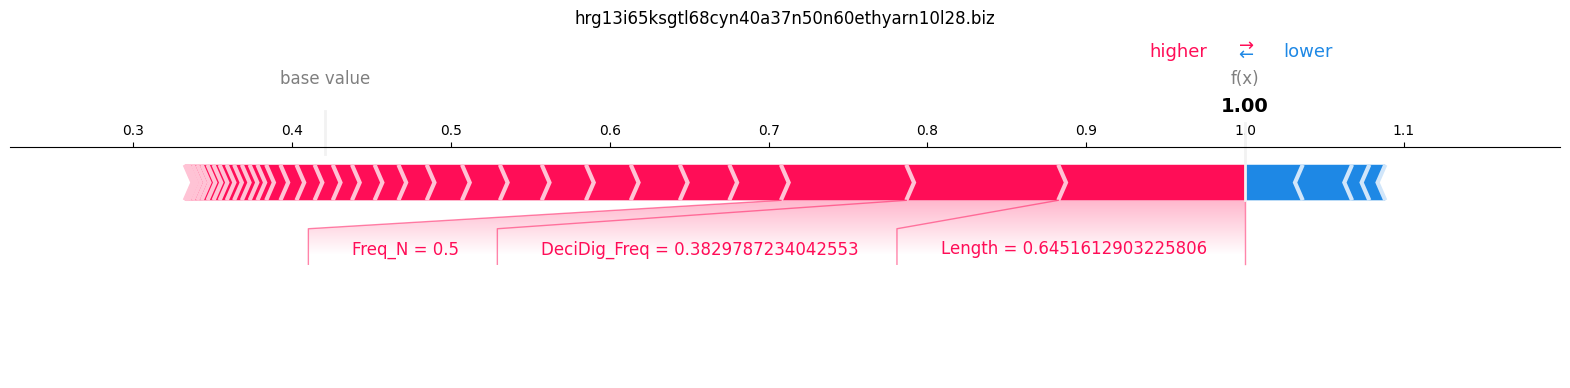 hrg13i65ksgtl68cyn40a37n50n60ethyarn10l28.biz
higher ⇄ lower
base value f(x)
1.00
0.3 0.4 0.5 0.6 0.7 0.8 0.9 1.0 1.1
Freq_N = 0.5 DeciDig_Freq = 0.3829787234042553 Length = 0.6451612903225806